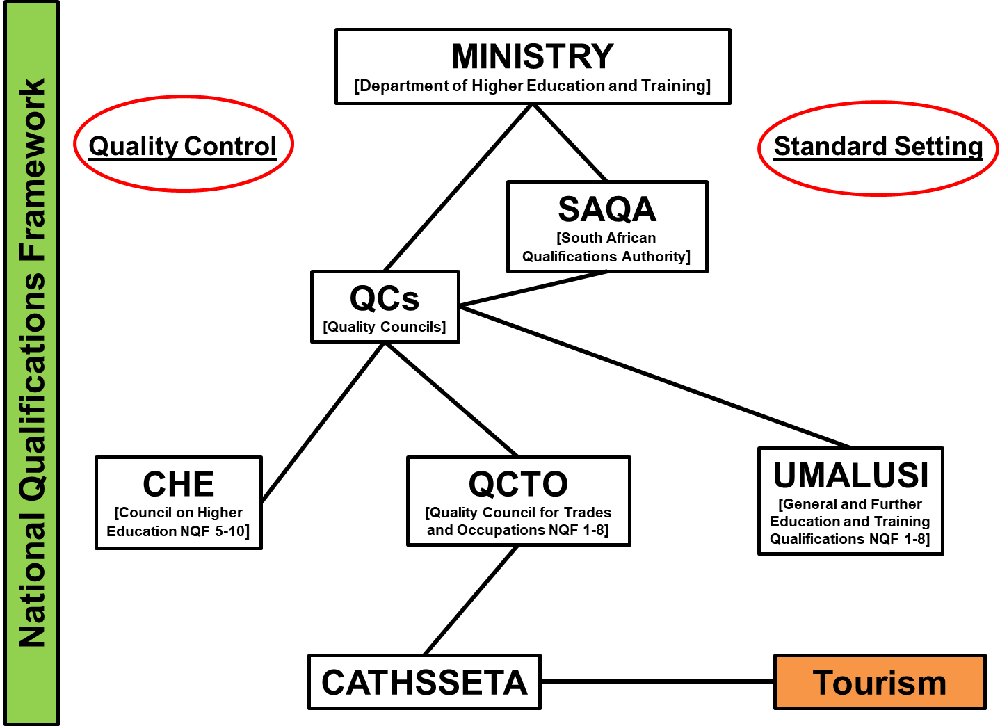 National Qualifications Framework
MINISTRY
[Department of Higher Education and Training]
Quality Control
Standard Setting
SAQA
[South African
Qualifications Authority]
QCs
[Quality Councils]
CHE
[Council on Higher
Education NQF 5-10]
QCTO
[Quality Council for Trades
and Occupations NQF 1-8]
UMALUSI
[General and Further
Education and Training
Qualifications NQF 1-8]
CATHSSETA
Tourism